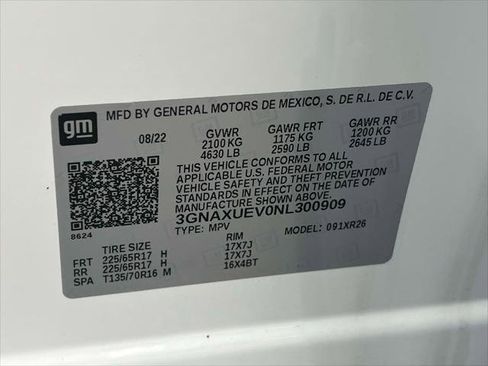 gm
MFD BY GENERAL MOTORS DE MEXICO, S. DE R.L. DE C.V.
08/22 GVWR GAWR FRT GAWR RR
2100 KG 1175 KG 1200 KG
4630 LB 2590 LB 2645 LB
THIS VEHICLE CONFORMS TO ALL
APPLICABLE U.S. FEDERAL MOTOR
VEHICLE SAFETY AND THEFT PREVENTION
STANDARDS IN EFFECT ON THE DATE OF
MANUFACTURE SHOWN ABOVE.
3GNAXUEV0NL300909
8624 TYPE: MPV MODEL: 091XR26
TIRE SIZE RIM
FRT 225/65R17 H 17X7J
RR 225/65R17 H 17X7J
SPA T135/70R16 M 16X4BT